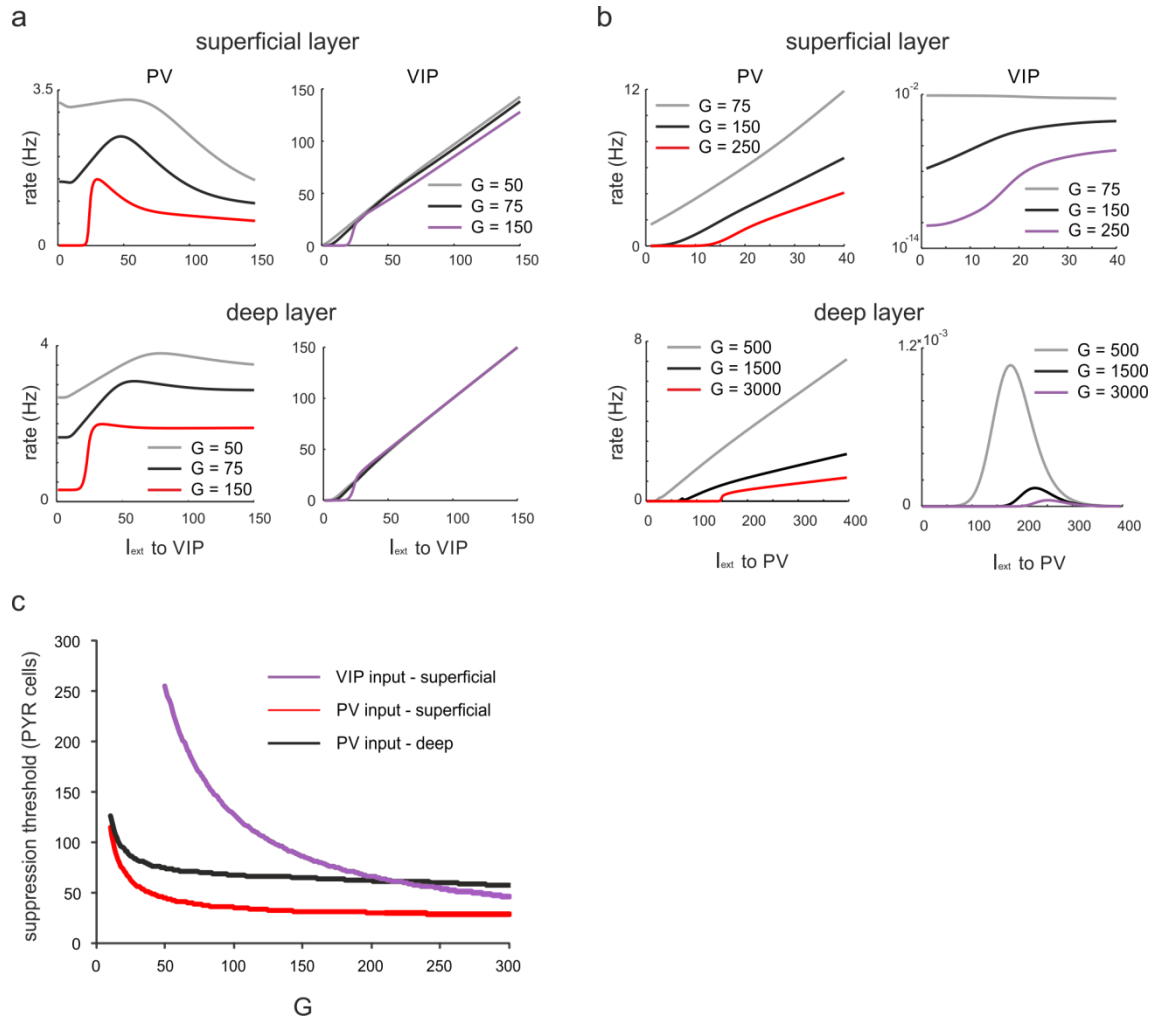 a
superficial layer
PV
VIP
rate (Hz)
3.5
0
0 50 100 150
150
100
50
0
0 50 100 150
G = 50
G = 75
G = 150
deep layer
rate (Hz)
4
0
0 50 100 150
G = 50
G = 75
G = 150
Iext to VIP
150
100
50
0
0 50 100 150
Iext to VIP
b
superficial layer
PV
VIP
rate (Hz)
12
8
4
0
0 10 20 30 40
G = 75
G = 150
G = 250
10-2
10-14
0 10 20 30 40
G = 75
G = 150
G = 250
deep layer
rate (Hz)
8
4
0
0 100 200 300 400
G = 500
G = 1500
G = 3000
Iext to PV
1.2*10-3
0
0 100 200 300 400
G = 500
G = 1500
G = 3000
Iext to PV
c
suppression threshold (PYR cells)
300
250
200
150
100
50
0
0 50 100 150 200 250 300
VIP input - superficial
PV input - superficial
PV input - deep
G